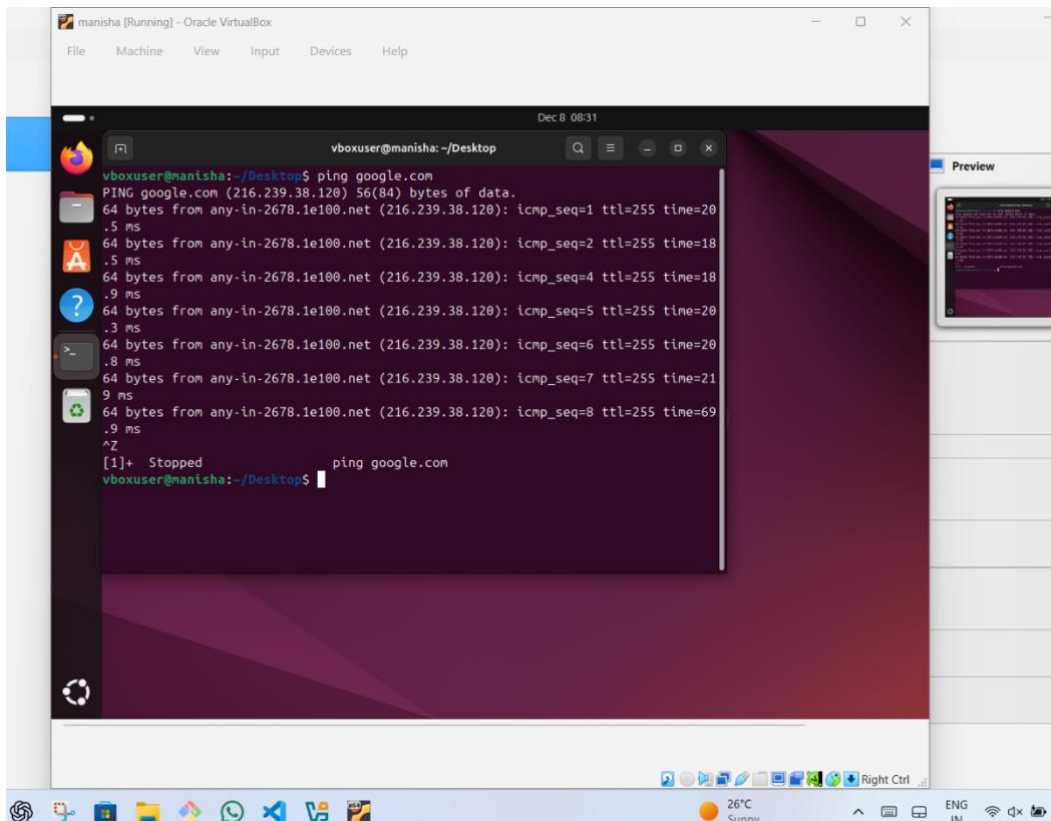 manisha [Running] - Oracle VirtualBox
File Machine View Input Devices Help
Dec 8 08:31
vboxuser@manisha: ~/Desktop
vboxuser@manisha:~/Desktop$ ping google.com
PING google.com (216.239.38.120) 56(84) bytes of data.
64 bytes from any-in-2678.1e100.net (216.239.38.120): icmp_seq=1 ttl=255 time=20
.5 ms
64 bytes from any-in-2678.1e100.net (216.239.38.120): icmp_seq=2 ttl=255 time=18
.5 ms
64 bytes from any-in-2678.1e100.net (216.239.38.120): icmp_seq=4 ttl=255 time=18
.9 ms
64 bytes from any-in-2678.1e100.net (216.239.38.120): icmp_seq=5 ttl=255 time=20
.3 ms
64 bytes from any-in-2678.1e100.net (216.239.38.120): icmp_seq=6 ttl=255 time=20
.8 ms
64 bytes from any-in-2678.1e100.net (216.239.38.120): icmp_seq=7 ttl=255 time=21
9 ms
64 bytes from any-in-2678.1e100.net (216.239.38.120): icmp_seq=8 ttl=255 time=69
.9 ms
^Z
[1]+ Stopped ping google.com
vboxuser@manisha:~/Desktop$
Preview
Right Ctrl
26°C
Sunny
ENG
IN